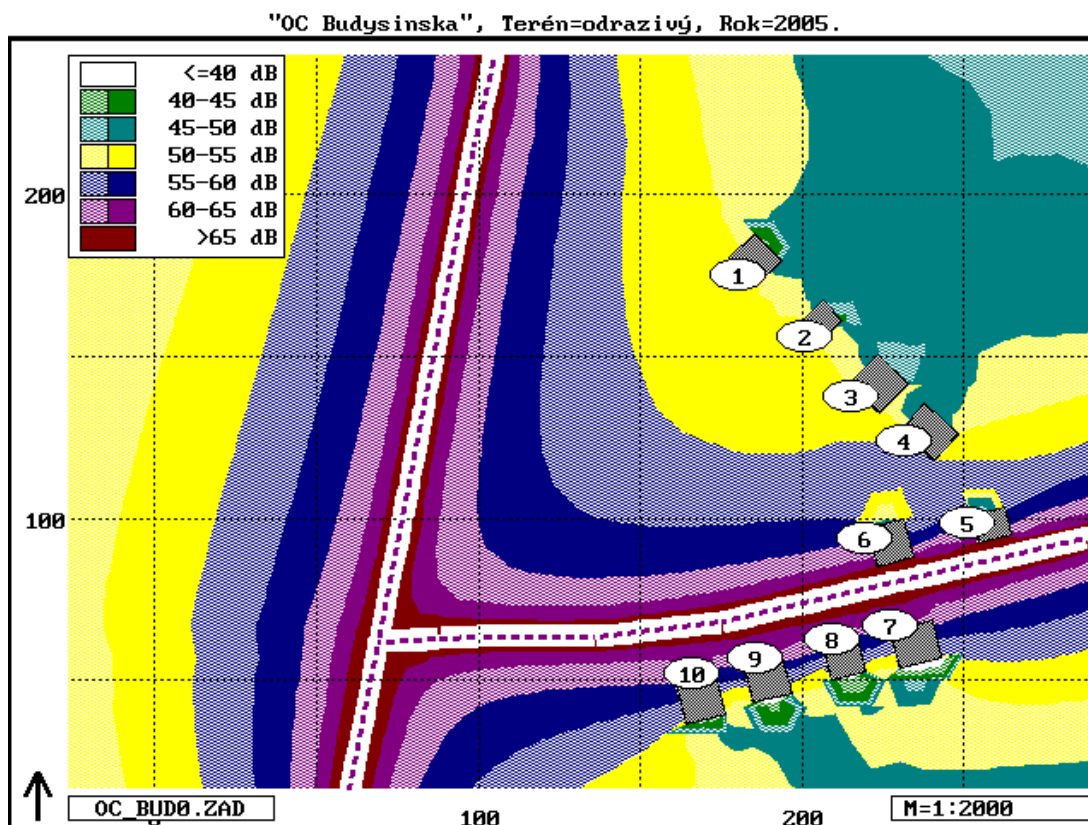 "OC Budysinska", Terén=odrazivý, Rok=2005.
<=40 dB
40-45 dB
45-50 dB
50-55 dB
55-60 dB
60-65 dB
>65 dB
200
100
1
2
3
4
5
6
7
8
9
10
OC_BUD0.ZAD
100
200
M=1:2000